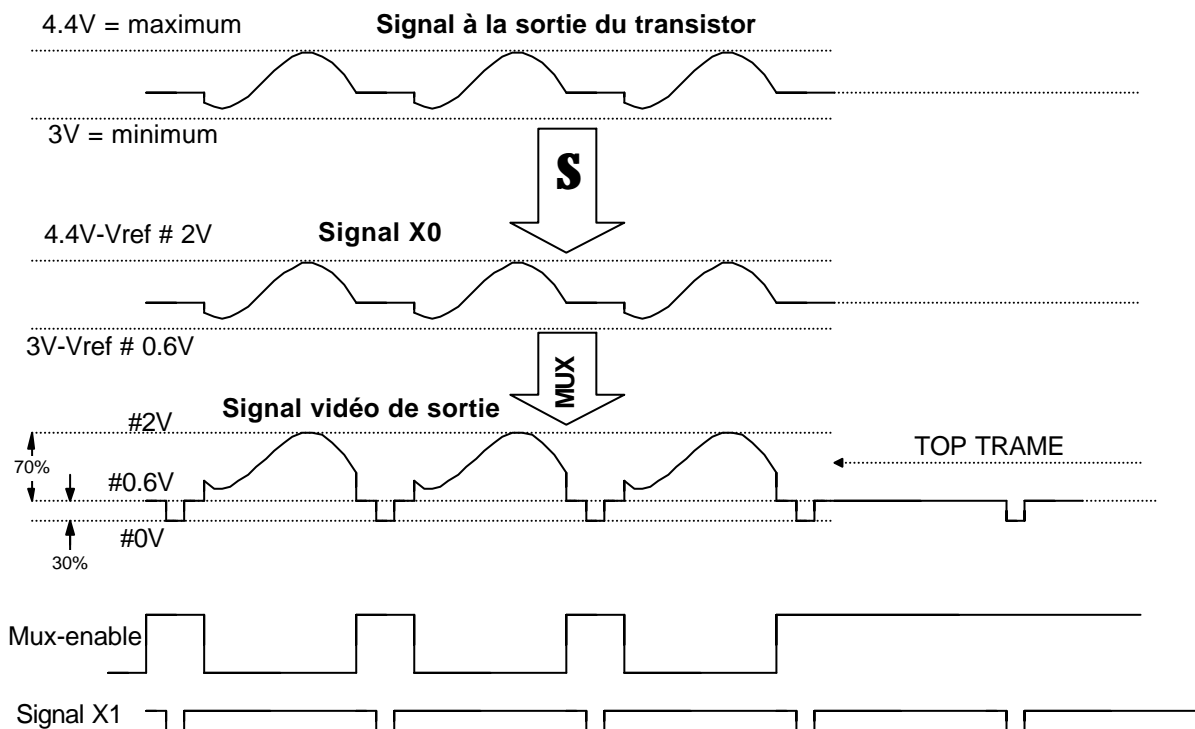 4.4V = maximum
Signal à la sortie du transistor
3V = minimum
S
4.4V-Vref # 2V
Signal X0
3V-Vref # 0.6V
MUX
Signal vidéo de sortie
#2V
TOP TRAME
70%
#0.6V
#0V
30%
Mux-enable
Signal X1